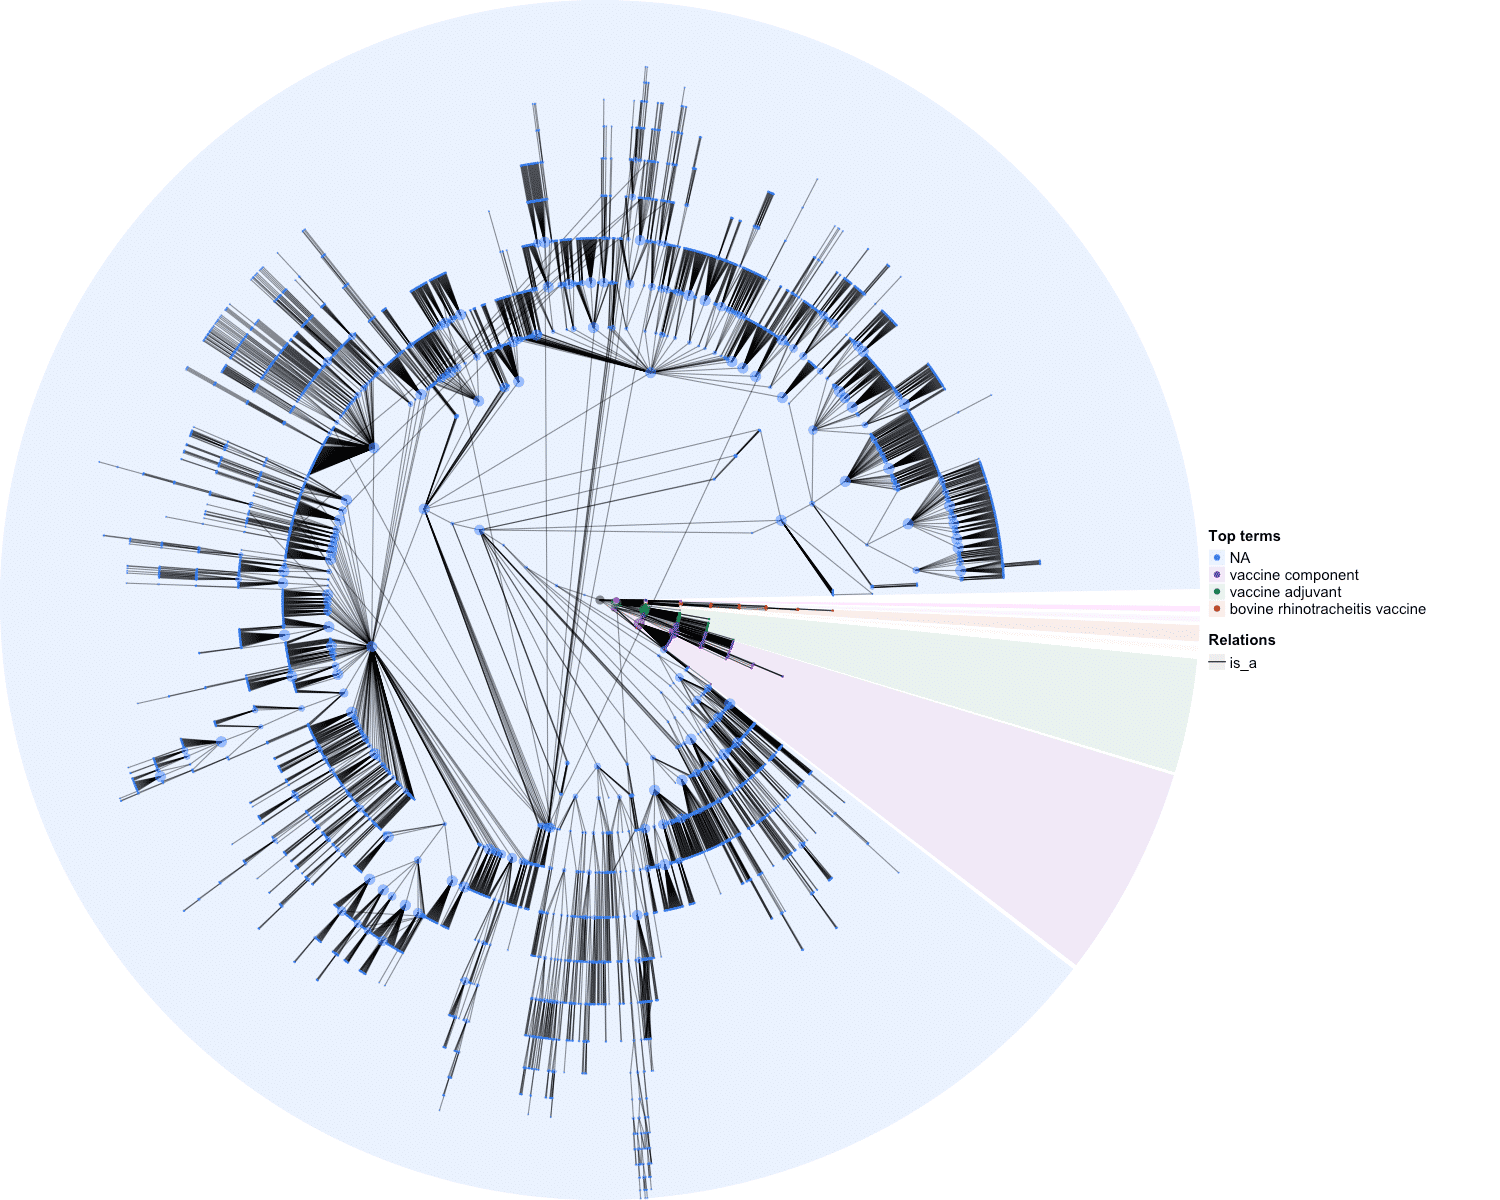 Top terms
NA
vaccine component
vaccine adjuvant
bovine rhinotracheitis vaccine
Relations
is_a